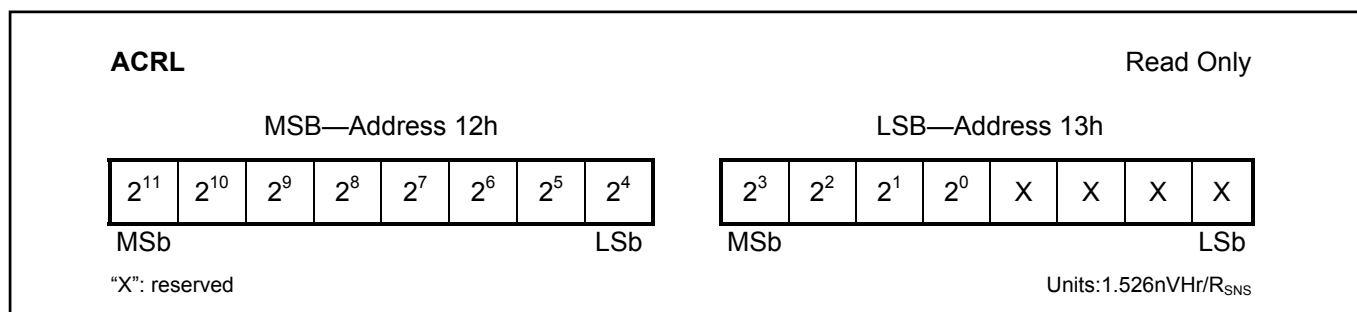 ACRL Read Only
MSB—Address 12h LSB—Address 13h
2¹¹ 2¹⁰ 2⁹ 2⁸ 2⁷ 2⁶ 2⁵ 2⁴ 2³ 2² 2¹ 2⁰ X X X X
MSb LSb MSb LSb
“X”: reserved Units:1.526nVHr/R_SNS